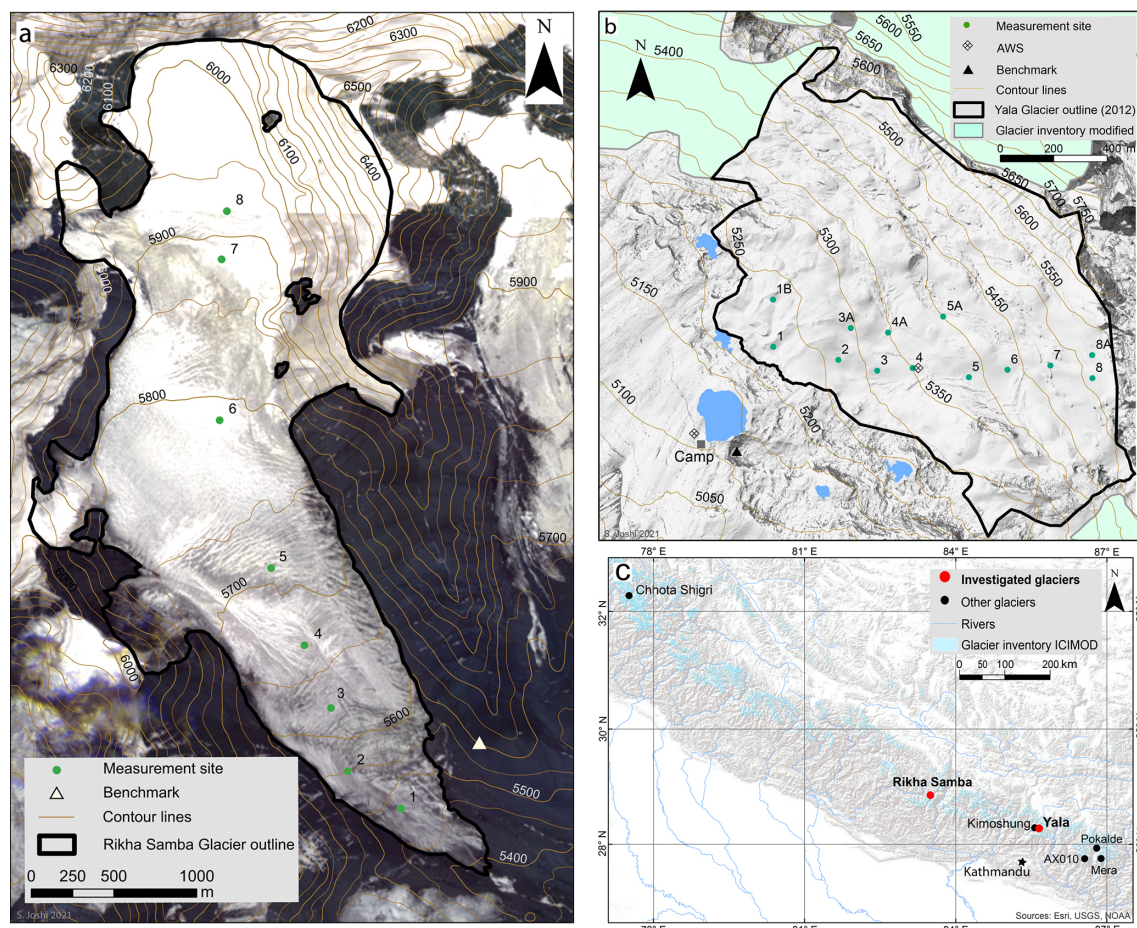 a
N
6200
6300
6300
6200
6100
6000
6500
6100
6400
8
5900
7
6000
5900
5800
6
5700
5
5700
4
6000
6000
3
5600
2
1
5500
5400
Measurement site
Benchmark
Contour lines
Rikha Samba Glacier outline
0 250 500 1000
m
S. Joshi 2021
b
N
5400
5600
5650
5550
5600
Measurement site
AWS
Benchmark
Contour lines
Yala Glacier outline (2012)
Glacier inventory modified
0 200 400 m
5500
5650
5700
5750
5600
5250
5300
5550
5150
5450
1B
3A
4A
5A
1
2
3
4
5
6
7
8A
8
5350
5100
5200
Camp
5050
S. Joshi 2021
78° E
81° E
84° E
87° E
C
N
Chhota Shigri
Investigated glaciers
Other glaciers
Rivers
Glacier inventory ICIMOD
0 50 100 200 km
32° N
30° N
28° N
Rikha Samba
Kimoshung
Yala
Pokalde
AX010
Mera
Kathmandu
Sources: Esri, USGS, NOAA